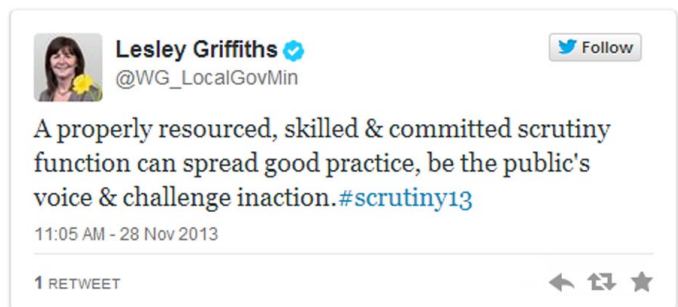 Lesley Griffiths
Follow
@WG_LocalGovMin
A properly resourced, skilled & committed scrutiny
function can spread good practice, be the public's
voice & challenge inaction.#scrutiny13
11:05 AM - 28 Nov 2013
1 RETWEET